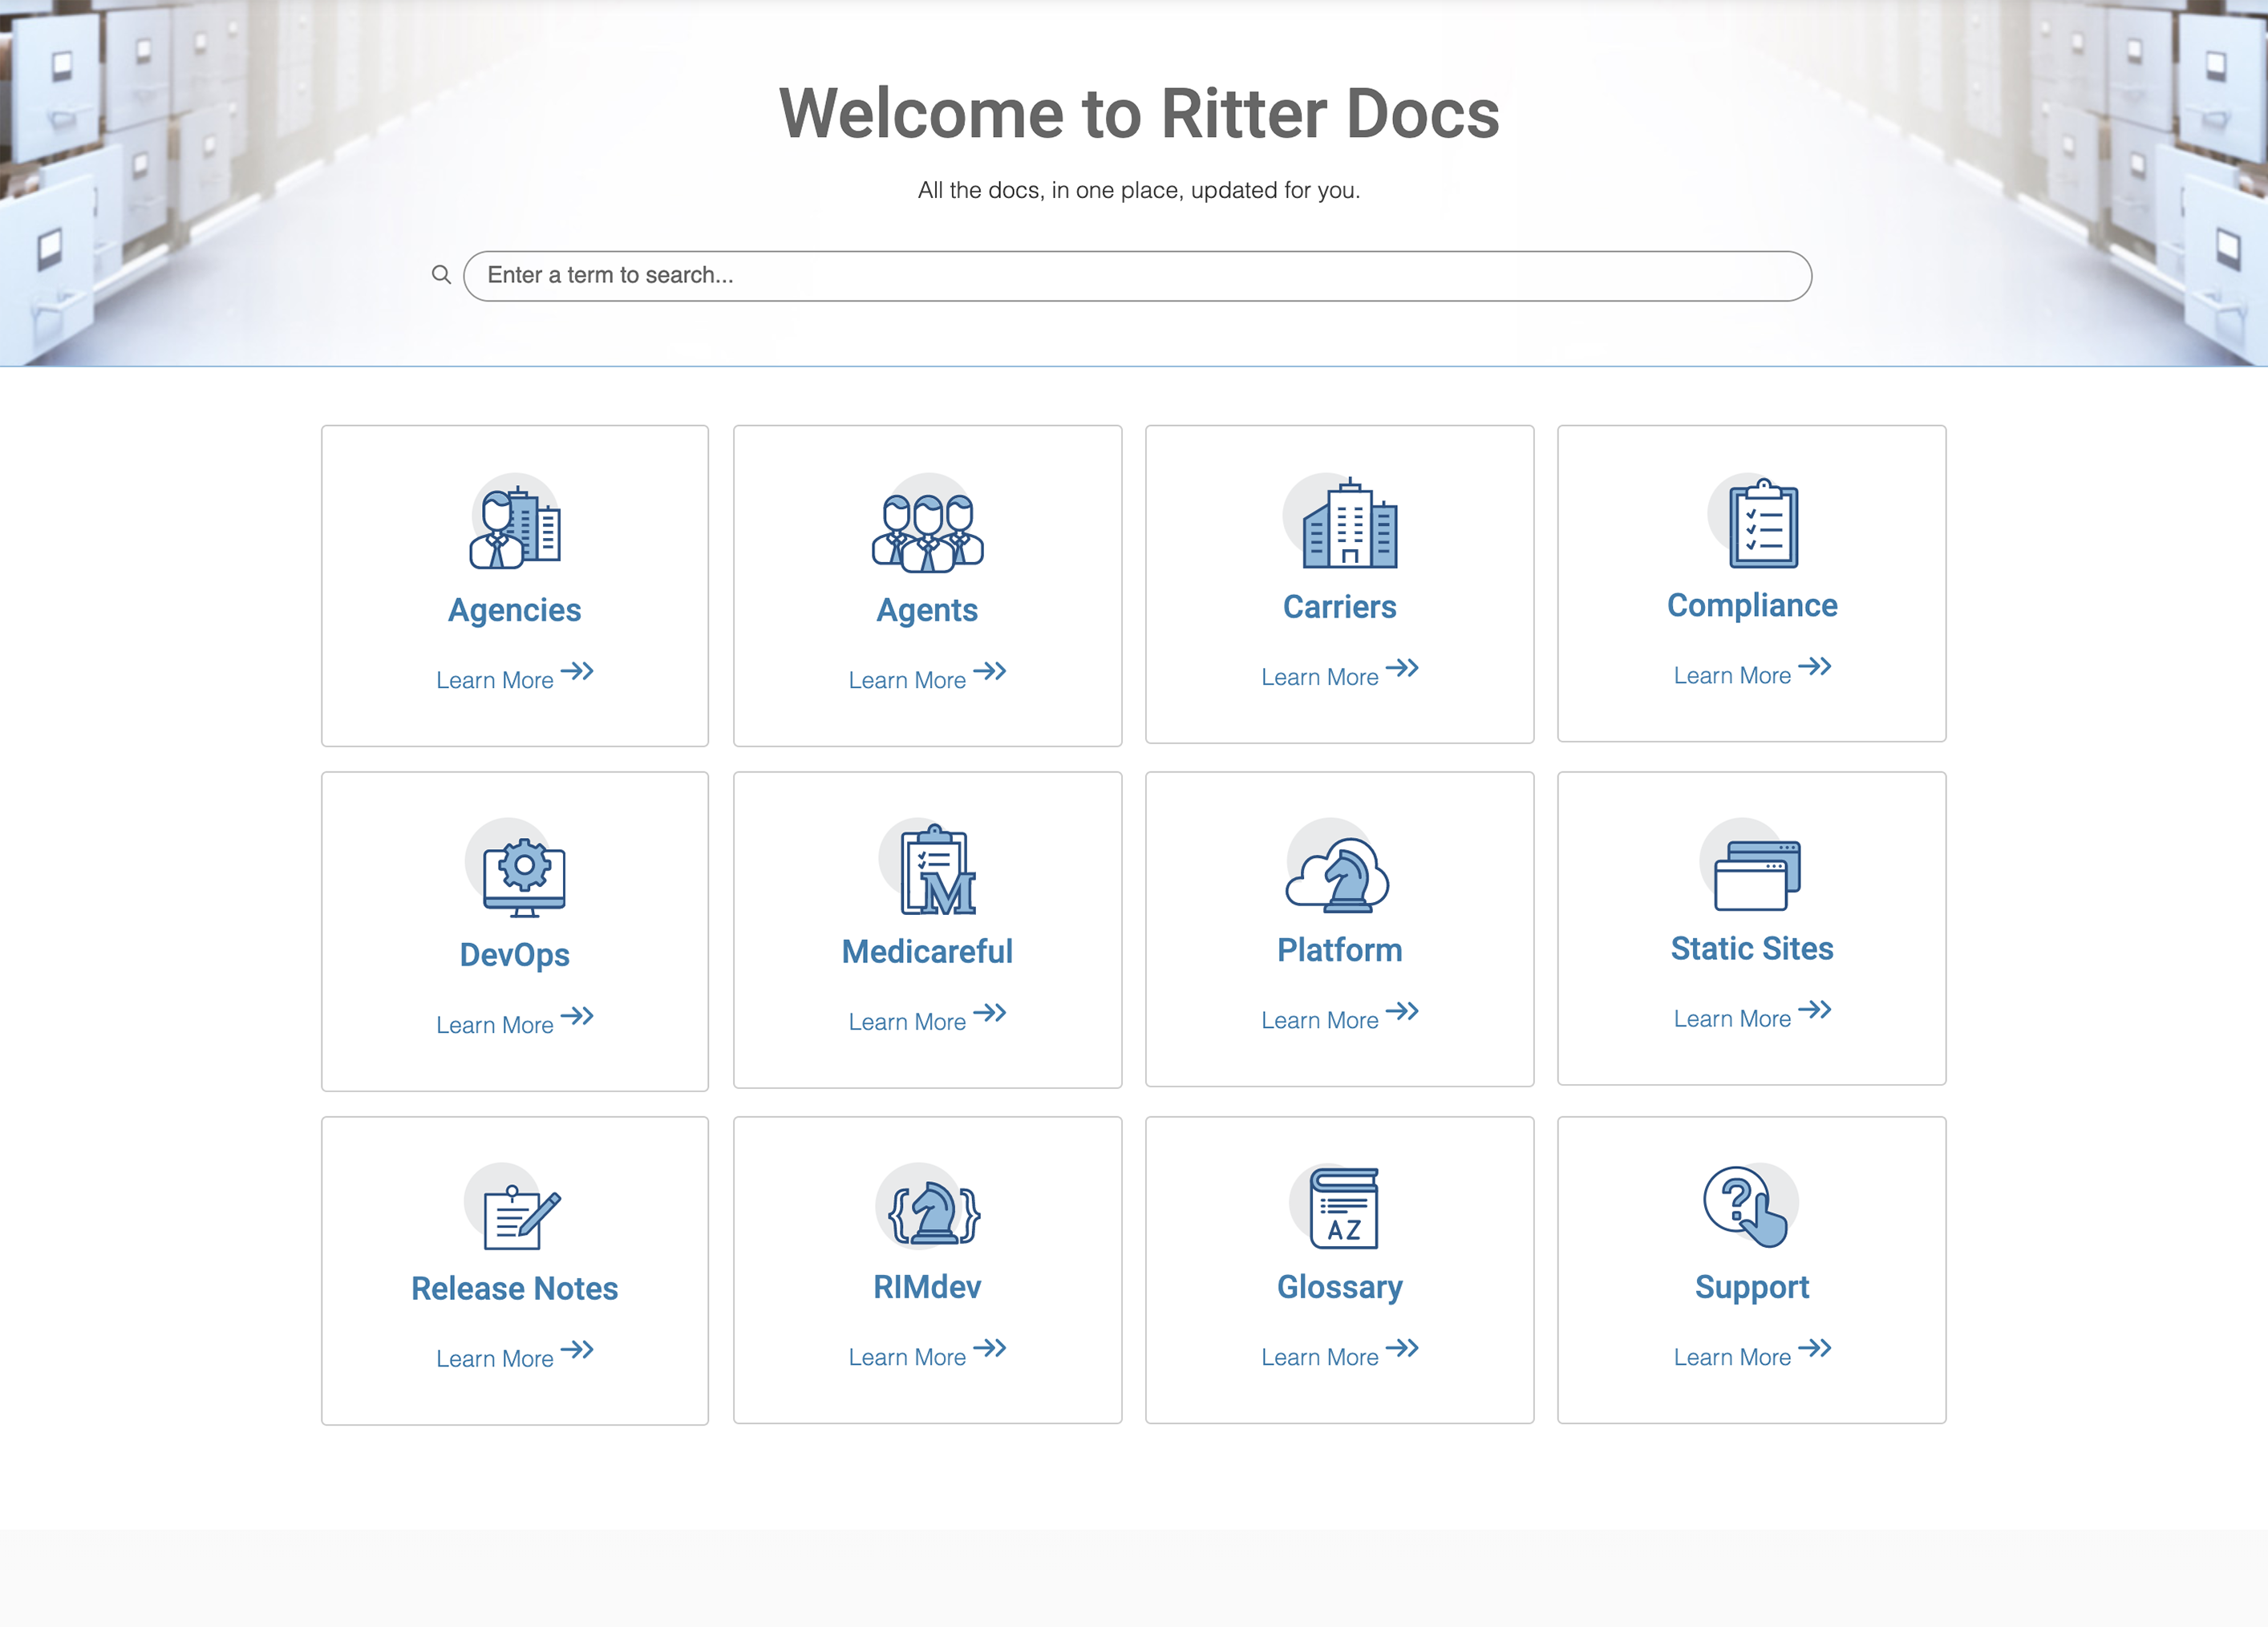 Welcome to Ritter Docs
All the docs, in one place, updated for you.
Enter a term to search...
Agencies
Learn More
Agents
Learn More
Carriers
Learn More
Compliance
Learn More
DevOps
Learn More
M
Medicareful
Learn More
Platform
Learn More
Static Sites
Learn More
Release Notes
Learn More
{ }
RIMdev
Learn More
A Z
Glossary
Learn More
?
Support
Learn More